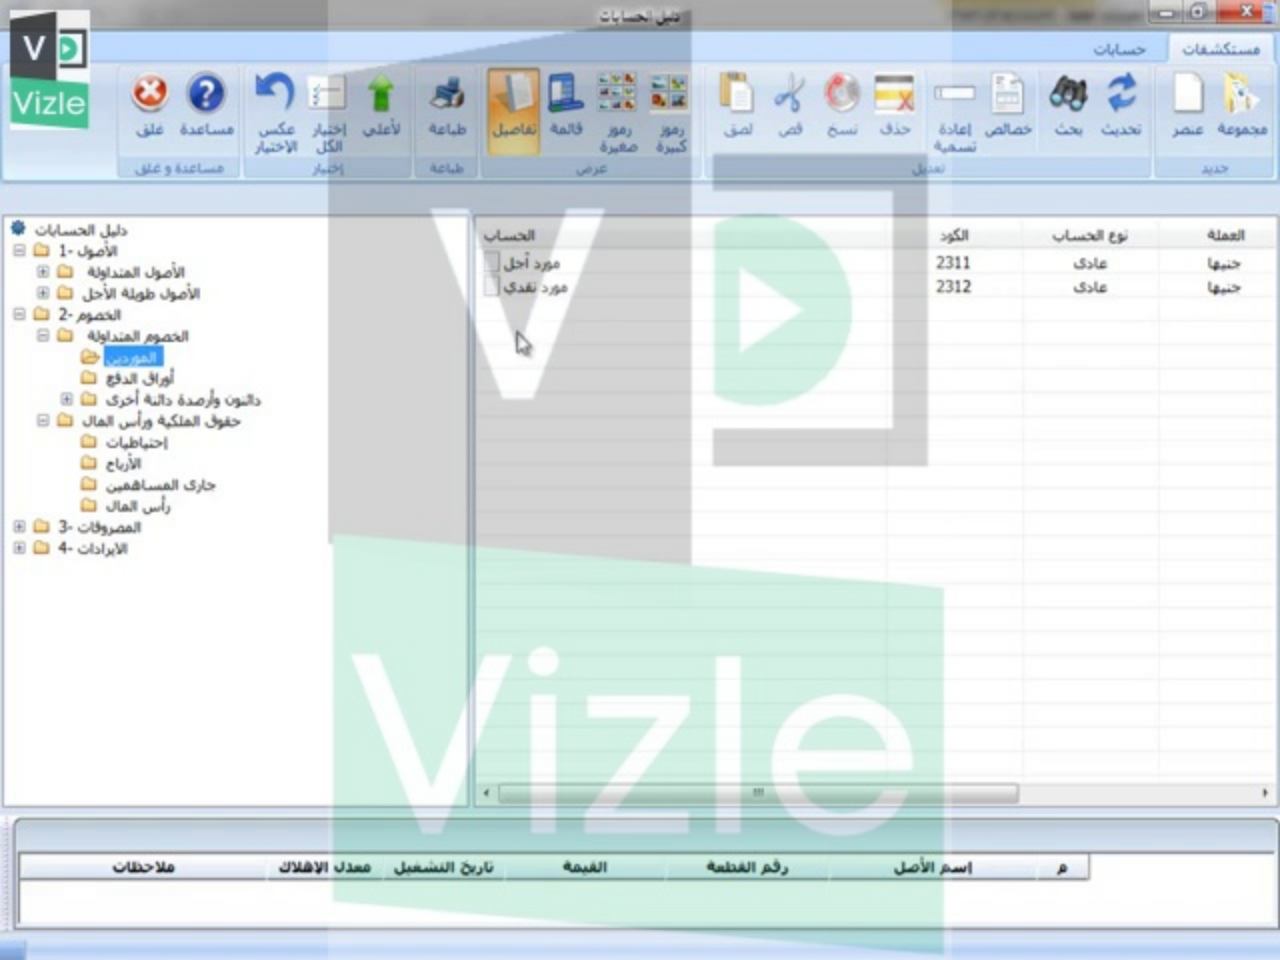 دليل الحسابات
V
Vizle
مستكشفات
حسابات
مجموعة
عنصر
جديد
تحديث
بحث
خصائص
إعادة تسمية
حذف
نسخ
قص
لصق
تعديل
رموز كبيرة
رموز صغيرة
قائمة
تفاصيل
عرض
طباعة
طباعة
لأعلى
إختيار الكل
عكس الاختيار
إختيار
مساعدة
غلق
مساعدة و غلق
دليل الحسابات
1- الأصول
الأصول المتداولة
الأصول طويلة الأجل
2- الخصوم
الخصوم المتداولة
الموردين
أوراق الدفع
دائنون وأرصدة دائنة أخرى
حقوق الملكية ورأس المال
إحتياطيات
الأرباح
جارى المساهمين
رأس المال
3- المصروفات
4- الايرادات
الحساب الكود نوع الحساب العملة
مورد آجل 2311 عادى جنيها
مورد نقدي 2312 عادى جنيها
V
Vizle
م إسم الأصل رقم القطعة القيمة تاريخ التشغيل معدل الإهلاك ملاحظات